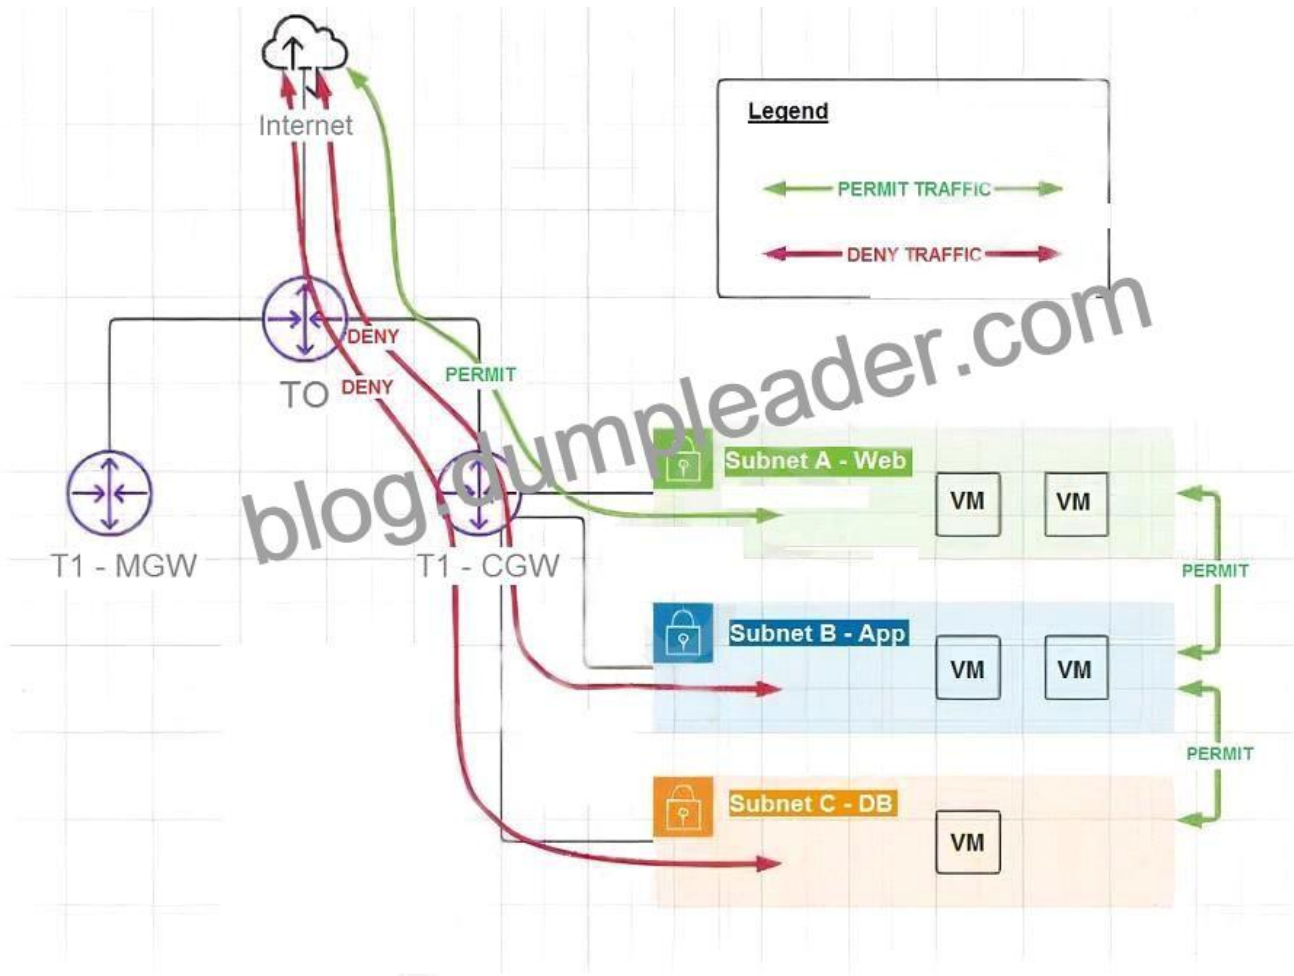 Internet
Legend
PERMIT TRAFFIC
DENY TRAFFIC
DENY
TO
DENY
PERMIT
blog.dumpleader.com
Subnet A - Web
VM
VM
T1 - MGW
T1 - CGW
PERMIT
Subnet B - App
VM
VM
PERMIT
Subnet C - DB
VM